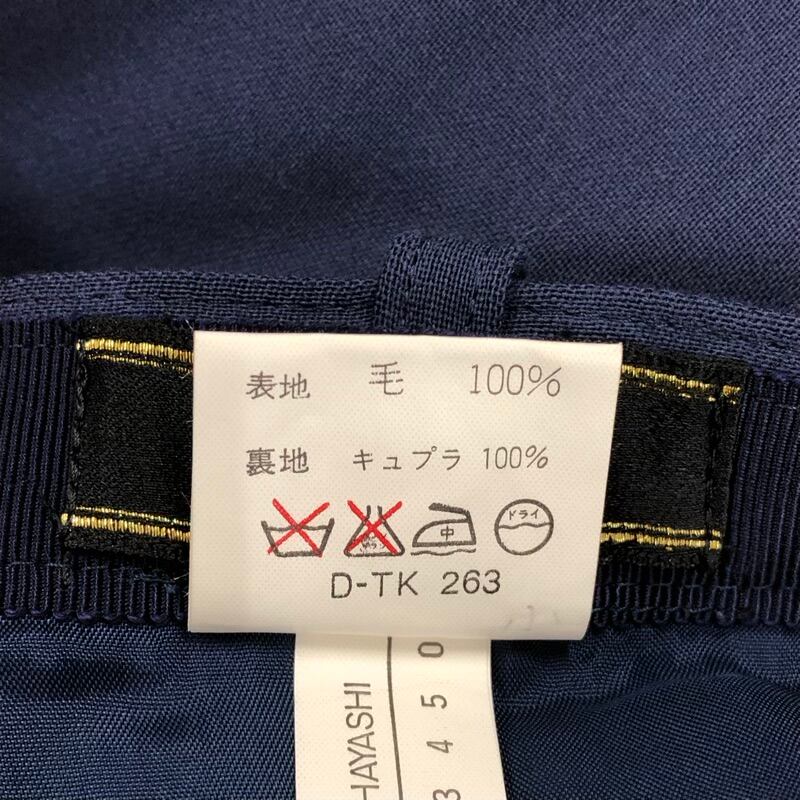 表地 毛 100%
裏地 キュプラ 100%
中 ドライ
D-TK 263
HAYASHI
3 4 5 0